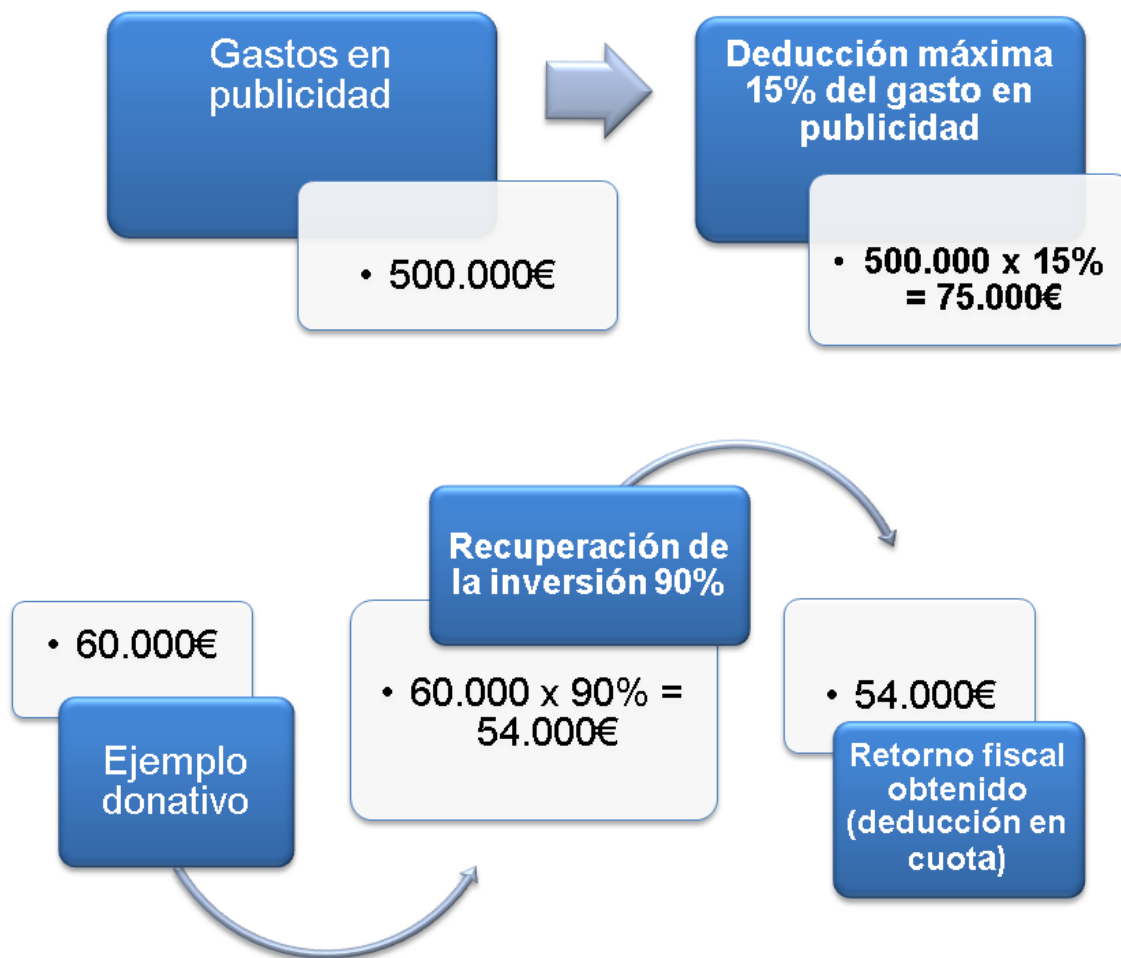 Gastos en
publicidad
• 500.000€
Deducción máxima
15% del gasto en
publicidad
• 500.000 x 15%
= 75.000€
• 60.000€
Ejemplo
donativo
Recuperación de
la inversión 90%
• 60.000 x 90% =
54.000€
• 54.000€
Retorno fiscal
obtenido
(deducción en
cuota)